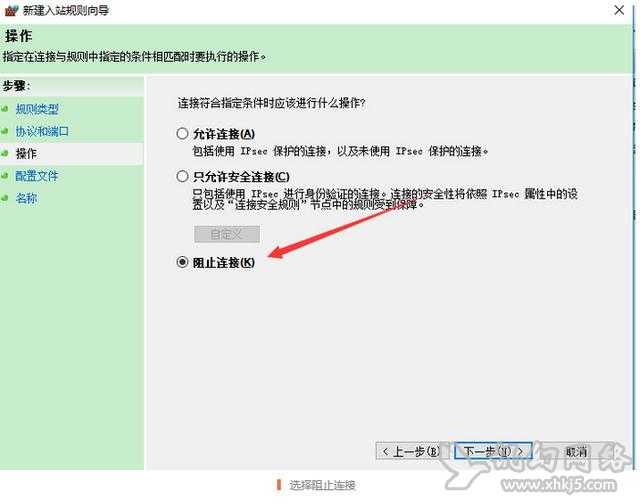 新建入站规则向导
操作
指定在连接与规则中指定的条件相匹配时要执行的操作。
步骤:
规则类型
协议和端口
操作
配置文件
名称
连接符合指定条件时应该进行什么操作?
允许连接(A)
包括使用 IPsec 保护的连接，以及未使用 IPsec 保护的连接。
只允许安全连接(C)
只包括使用 IPsec 进行身份验证的连接。连接的安全性将依照 IPsec 属性中的设
置以及“连接安全规则”节点中的规则受到保障。
自定义
阻止连接(K)
< 上一步(B)
下一步(N) >
取消
网络
www.xhkj5.com
选择阻止连接